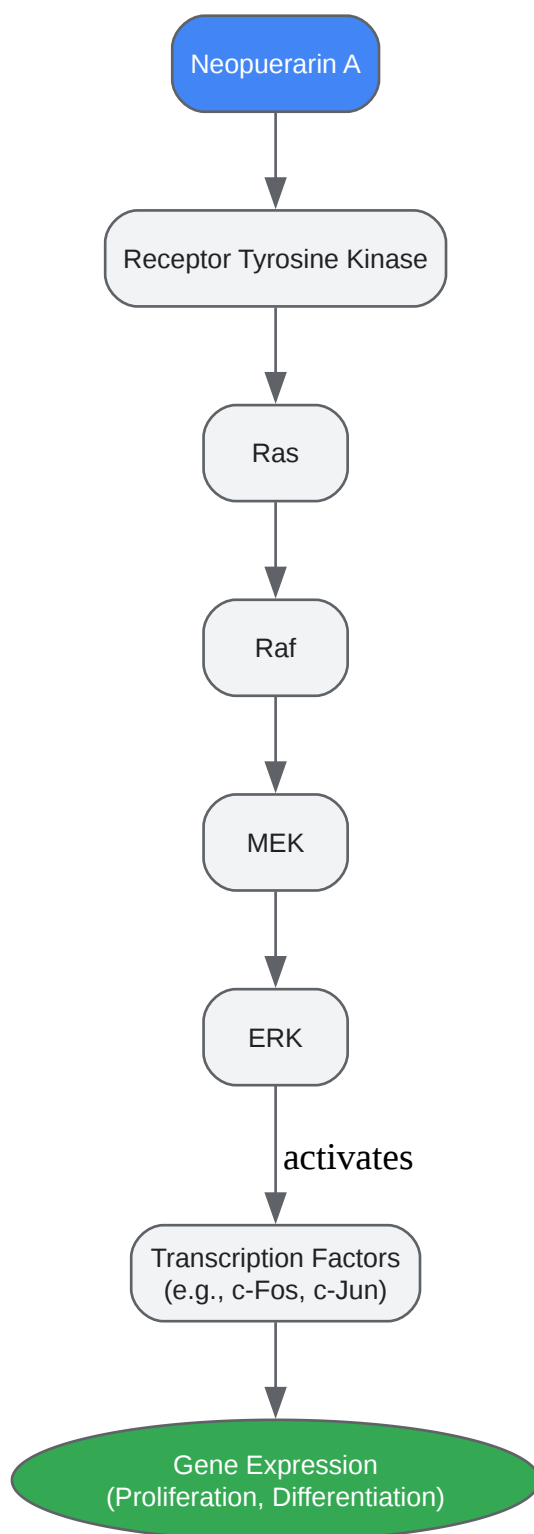 Neopuerarin A
Receptor Tyrosine Kinase
Ras
Raf
MEK
ERK
activates
Transcription Factors
(e.g., c-Fos, c-Jun)
Gene Expression
(Proliferation, Differentiation)